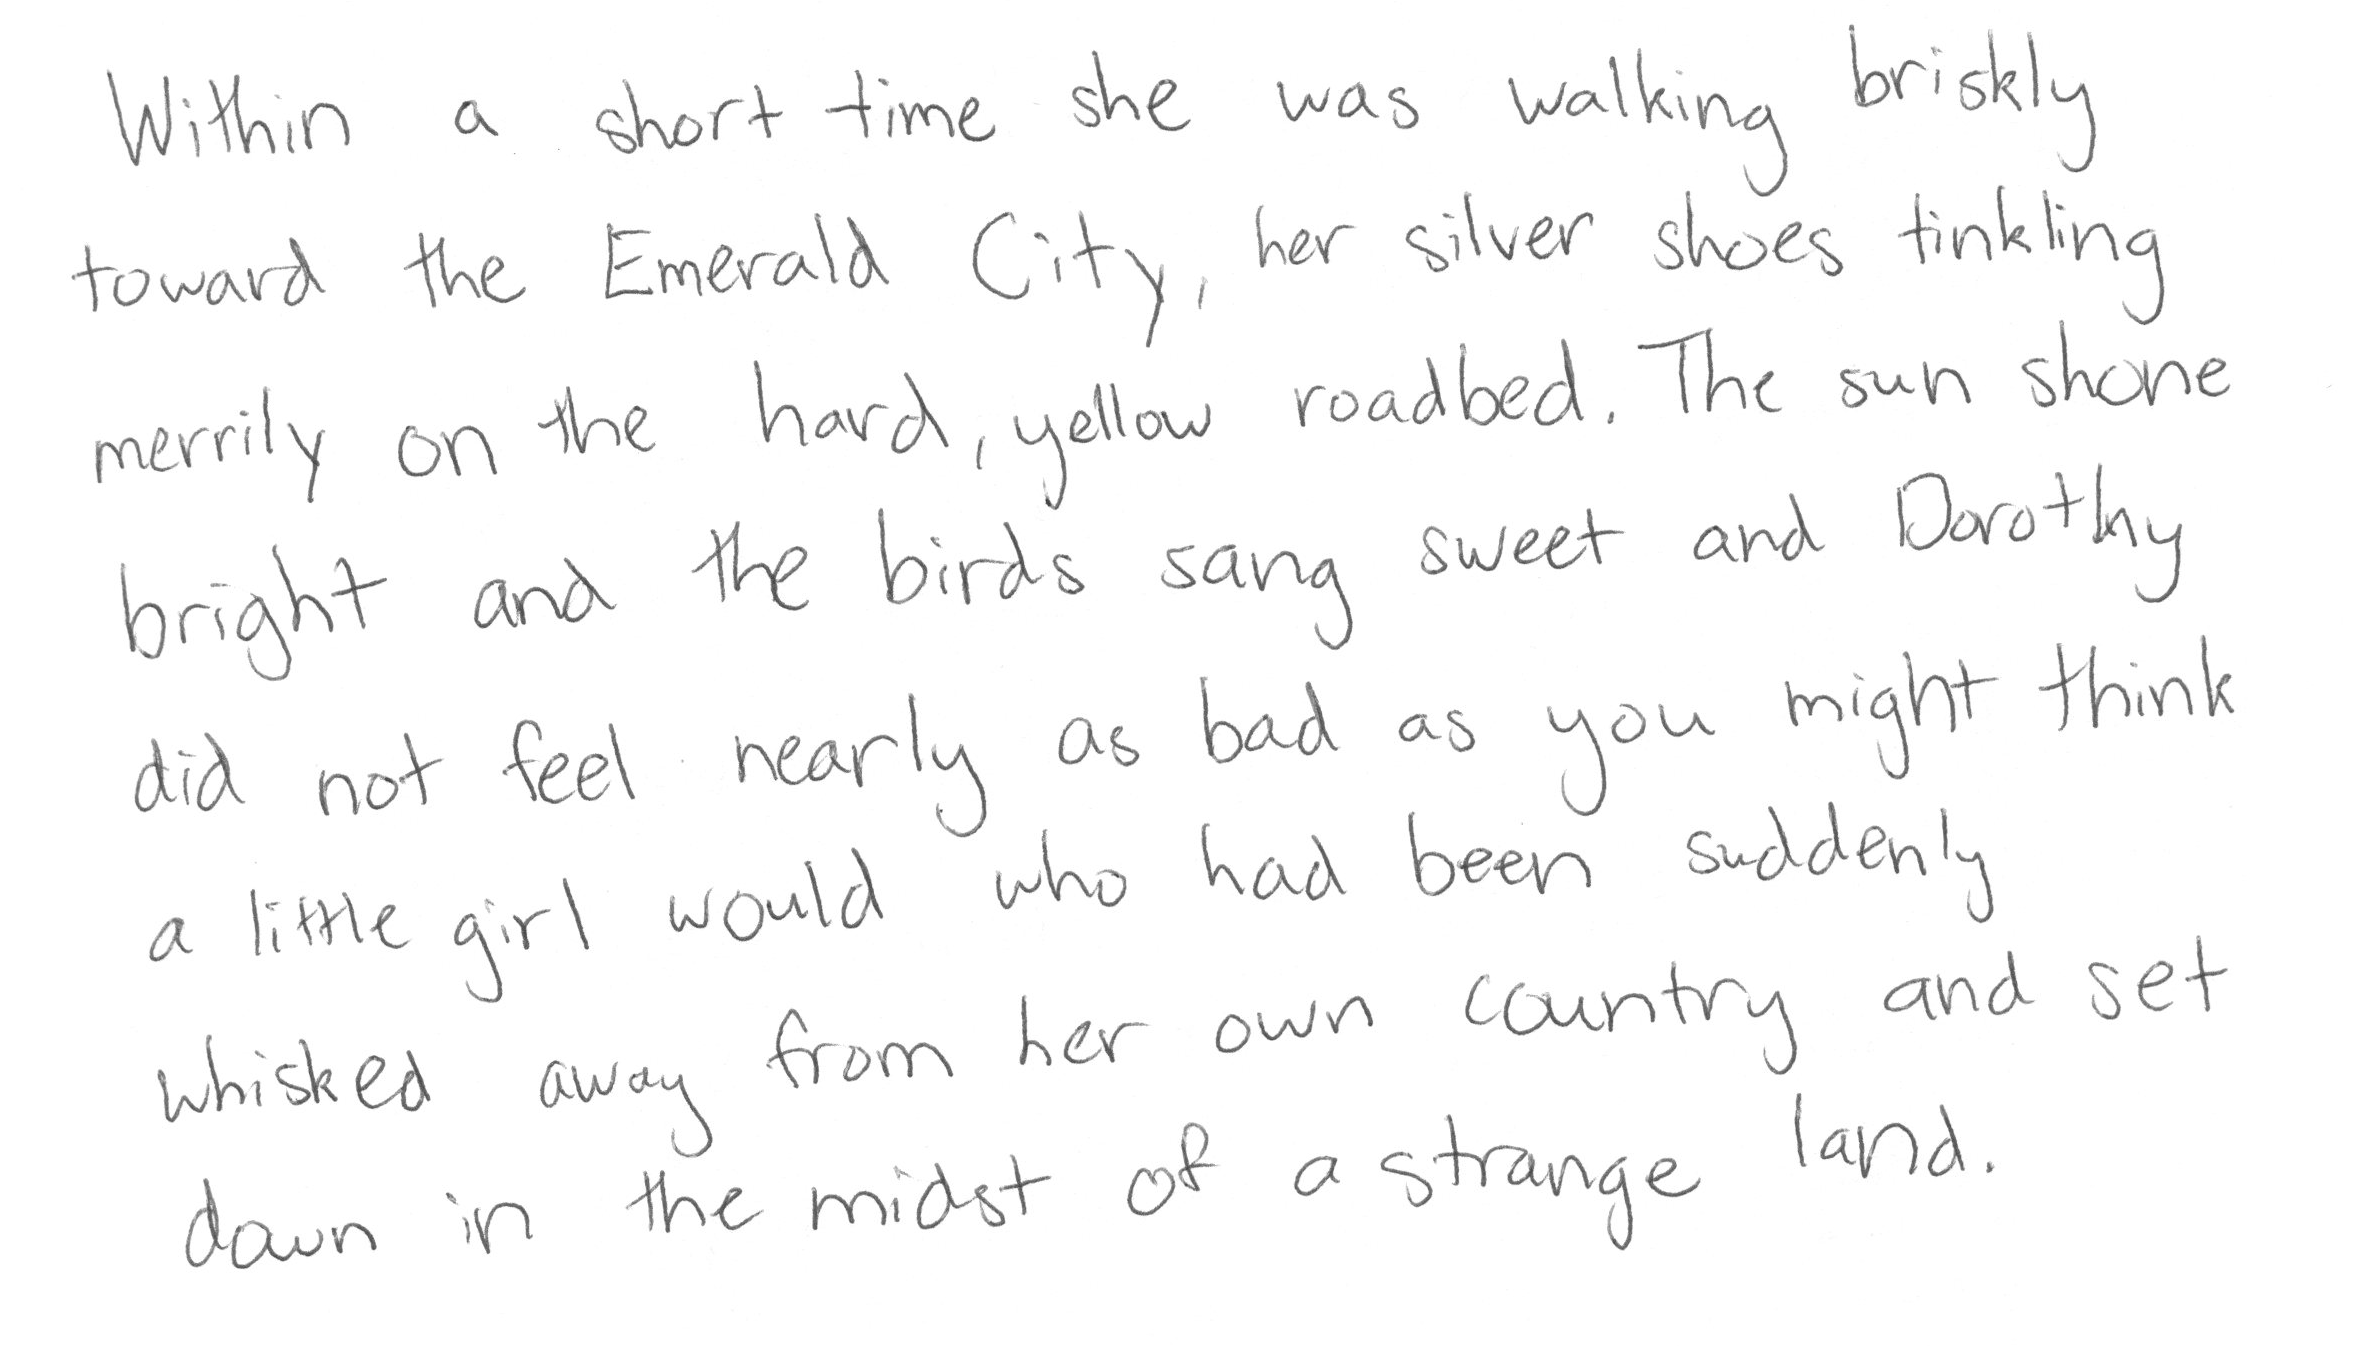 Within a short time she was walking briskly
toward the Emerald City, her silver shoes tinkling
merrily on the hard, yellow roadbed. The sun shone
bright and the birds sang sweet and Dorothy
did not feel nearly as bad as you might think
a little girl would who had been suddenly
whisked away from her own country and set
down in the midst of a strange land.